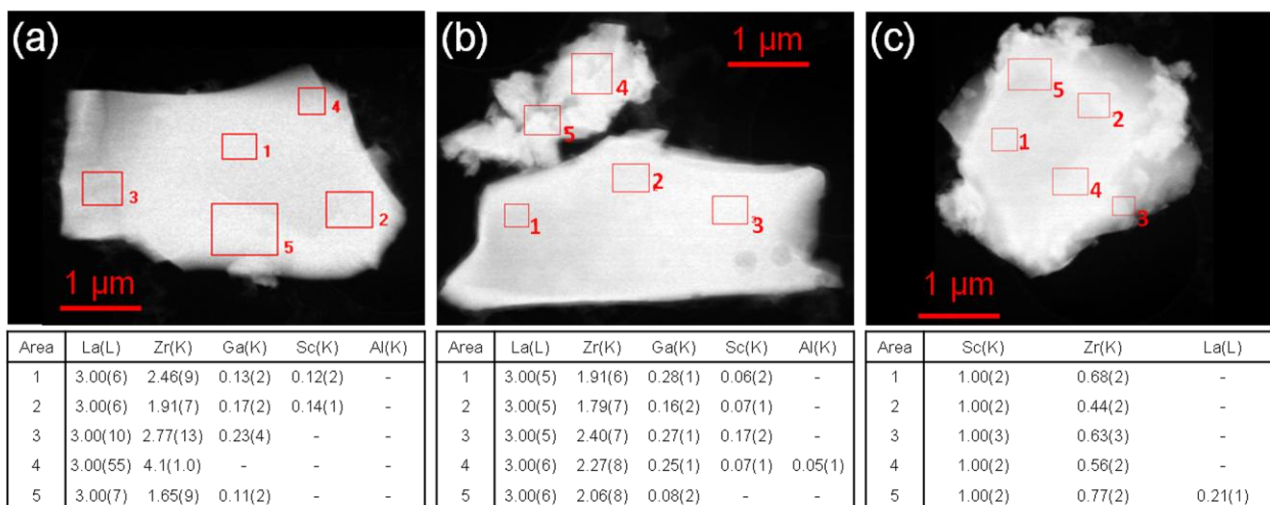 (a)
4
1
3
2
5
1 µm
(b)
1 µm
4
5
2
1
3
(c)
5
2
1
4
3
1 µm
Area La(L) Zr(K) Ga(K) Sc(K) Al(K)
1 3.00(6) 2.46(9) 0.13(2) 0.12(2) -
2 3.00(6) 1.91(7) 0.17(2) 0.14(1) -
3 3.00(10) 2.77(13) 0.23(4) - -
4 3.00(55) 4.1(1.0) - - -
5 3.00(7) 1.65(9) 0.11(2) - -
Area La(L) Zr(K) Ga(K) Sc(K) Al(K)
1 3.00(5) 1.91(6) 0.28(1) 0.06(2) -
2 3.00(5) 1.79(7) 0.16(2) 0.07(1) -
3 3.00(5) 2.40(7) 0.27(1) 0.17(2) -
4 3.00(6) 2.27(8) 0.25(1) 0.07(1) 0.05(1)
5 3.00(6) 2.06(8) 0.08(2) - -
Area Sc(K) Zr(K) La(L)
1 1.00(2) 0.68(2) -
2 1.00(2) 0.44(2) -
3 1.00(3) 0.63(3) -
4 1.00(2) 0.56(2) -
5 1.00(2) 0.77(2) 0.21(1)